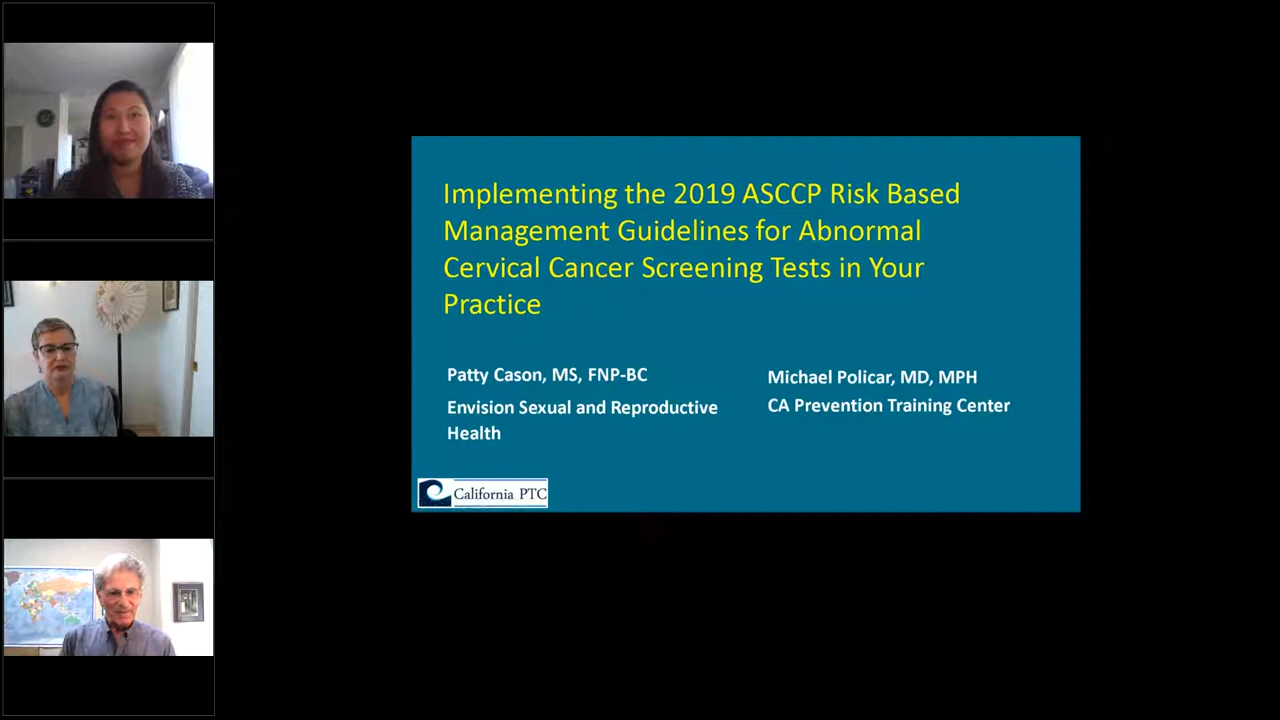 Implementing the 2019 ASCCP Risk Based
Management Guidelines for Abnormal
Cervical Cancer Screening Tests in Your
Practice
Patty Cason, MS, FNP-BC
Envision Sexual and Reproductive
Health
Michael Policar, MD, MPH
CA Prevention Training Center
California PTC